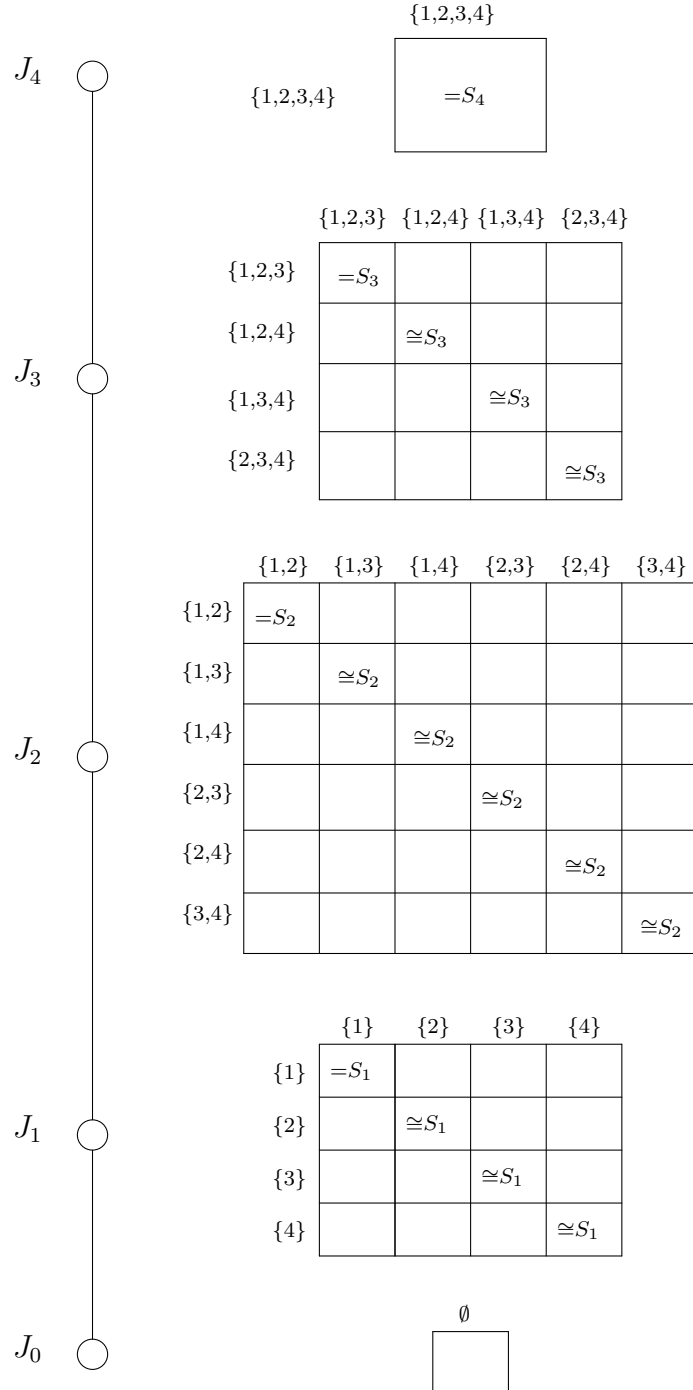 {1,2,3,4}
J₄ {1,2,3,4} =S₄
{1,2,3} {1,2,4} {1,3,4} {2,3,4}
{1,2,3} =S₃
{1,2,4} ≅S₃
J₃
{1,3,4} ≅S₃
{2,3,4} ≅S₃
{1,2} {1,3} {1,4} {2,3} {2,4} {3,4}
{1,2} =S₂
{1,3} ≅S₂
{1,4} ≅S₂
J₂
{2,3} ≅S₂
{2,4} ≅S₂
{3,4} ≅S₂
{1} {2} {3} {4}
{1} =S₁
{2} ≅S₁
J₁
{3} ≅S₁
{4} ≅S₁
∅
J₀